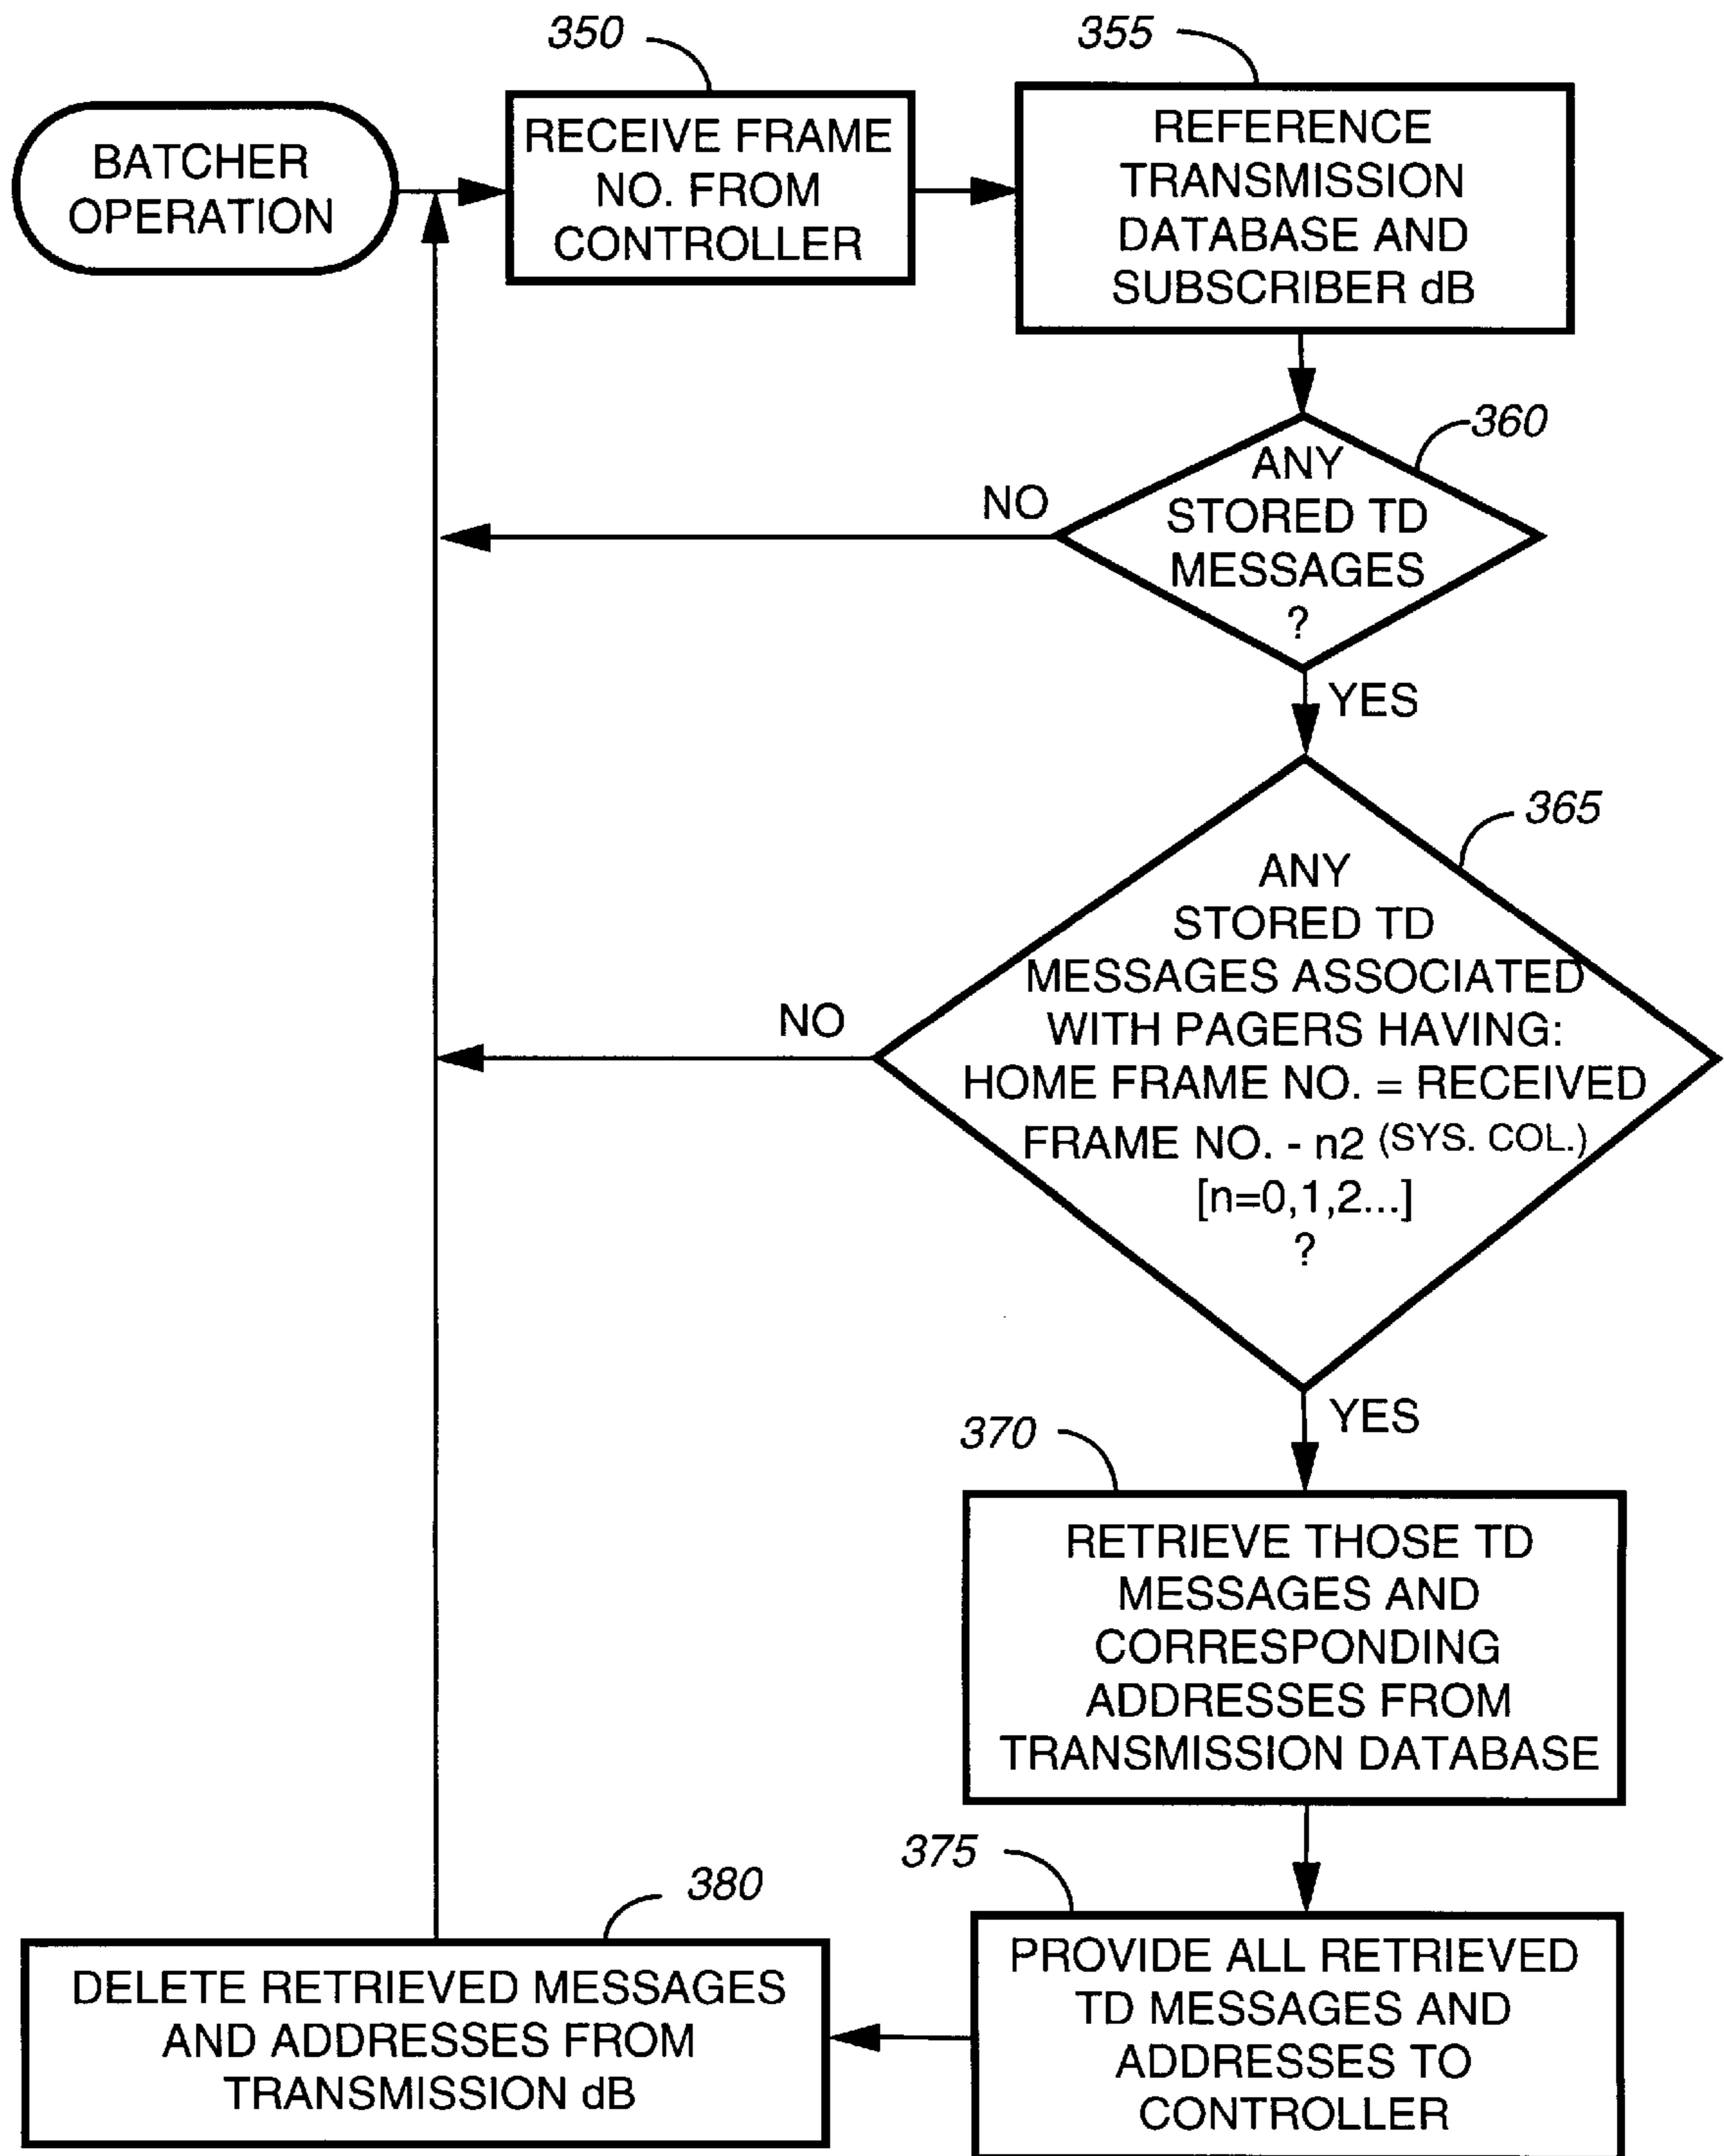 350
355
BATCHER
OPERATION
RECEIVE FRAME
NO. FROM
CONTROLLER
REFERENCE
TRANSMISSION
DATABASE AND
SUBSCRIBER dB
360
ANY
STORED TD
MESSAGES
?
NO
YES
365
ANY
STORED TD
MESSAGES ASSOCIATED
WITH PAGERS HAVING:
HOME FRAME NO. = RECEIVED
FRAME NO. - n2 (SYS. COL.)
[n=0,1,2...]
?
NO
YES
370
RETRIEVE THOSE TD
MESSAGES AND
CORRESPONDING
ADDRESSES FROM
TRANSMISSION DATABASE
375
PROVIDE ALL RETRIEVED
TD MESSAGES AND
ADDRESSES TO
CONTROLLER
380
DELETE RETRIEVED MESSAGES
AND ADDRESSES FROM
TRANSMISSION dB